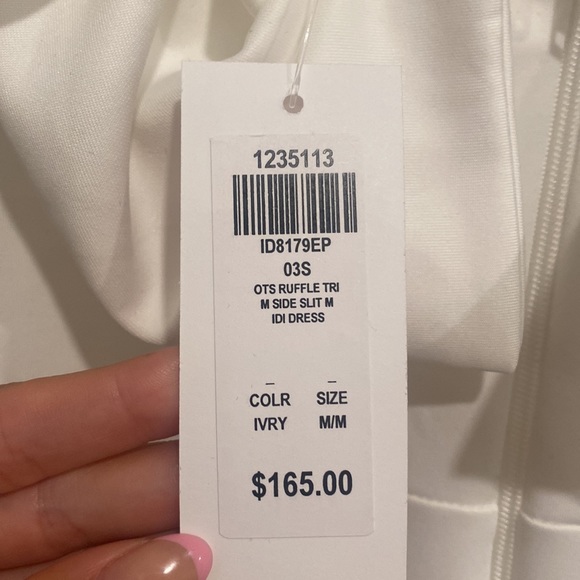 1235113
ID8179EP
03S
OTS RUFFLE TRI
M SIDE SLIT M
IDI DRESS
– –
COLR SIZE
IVRY M/M
$165.00